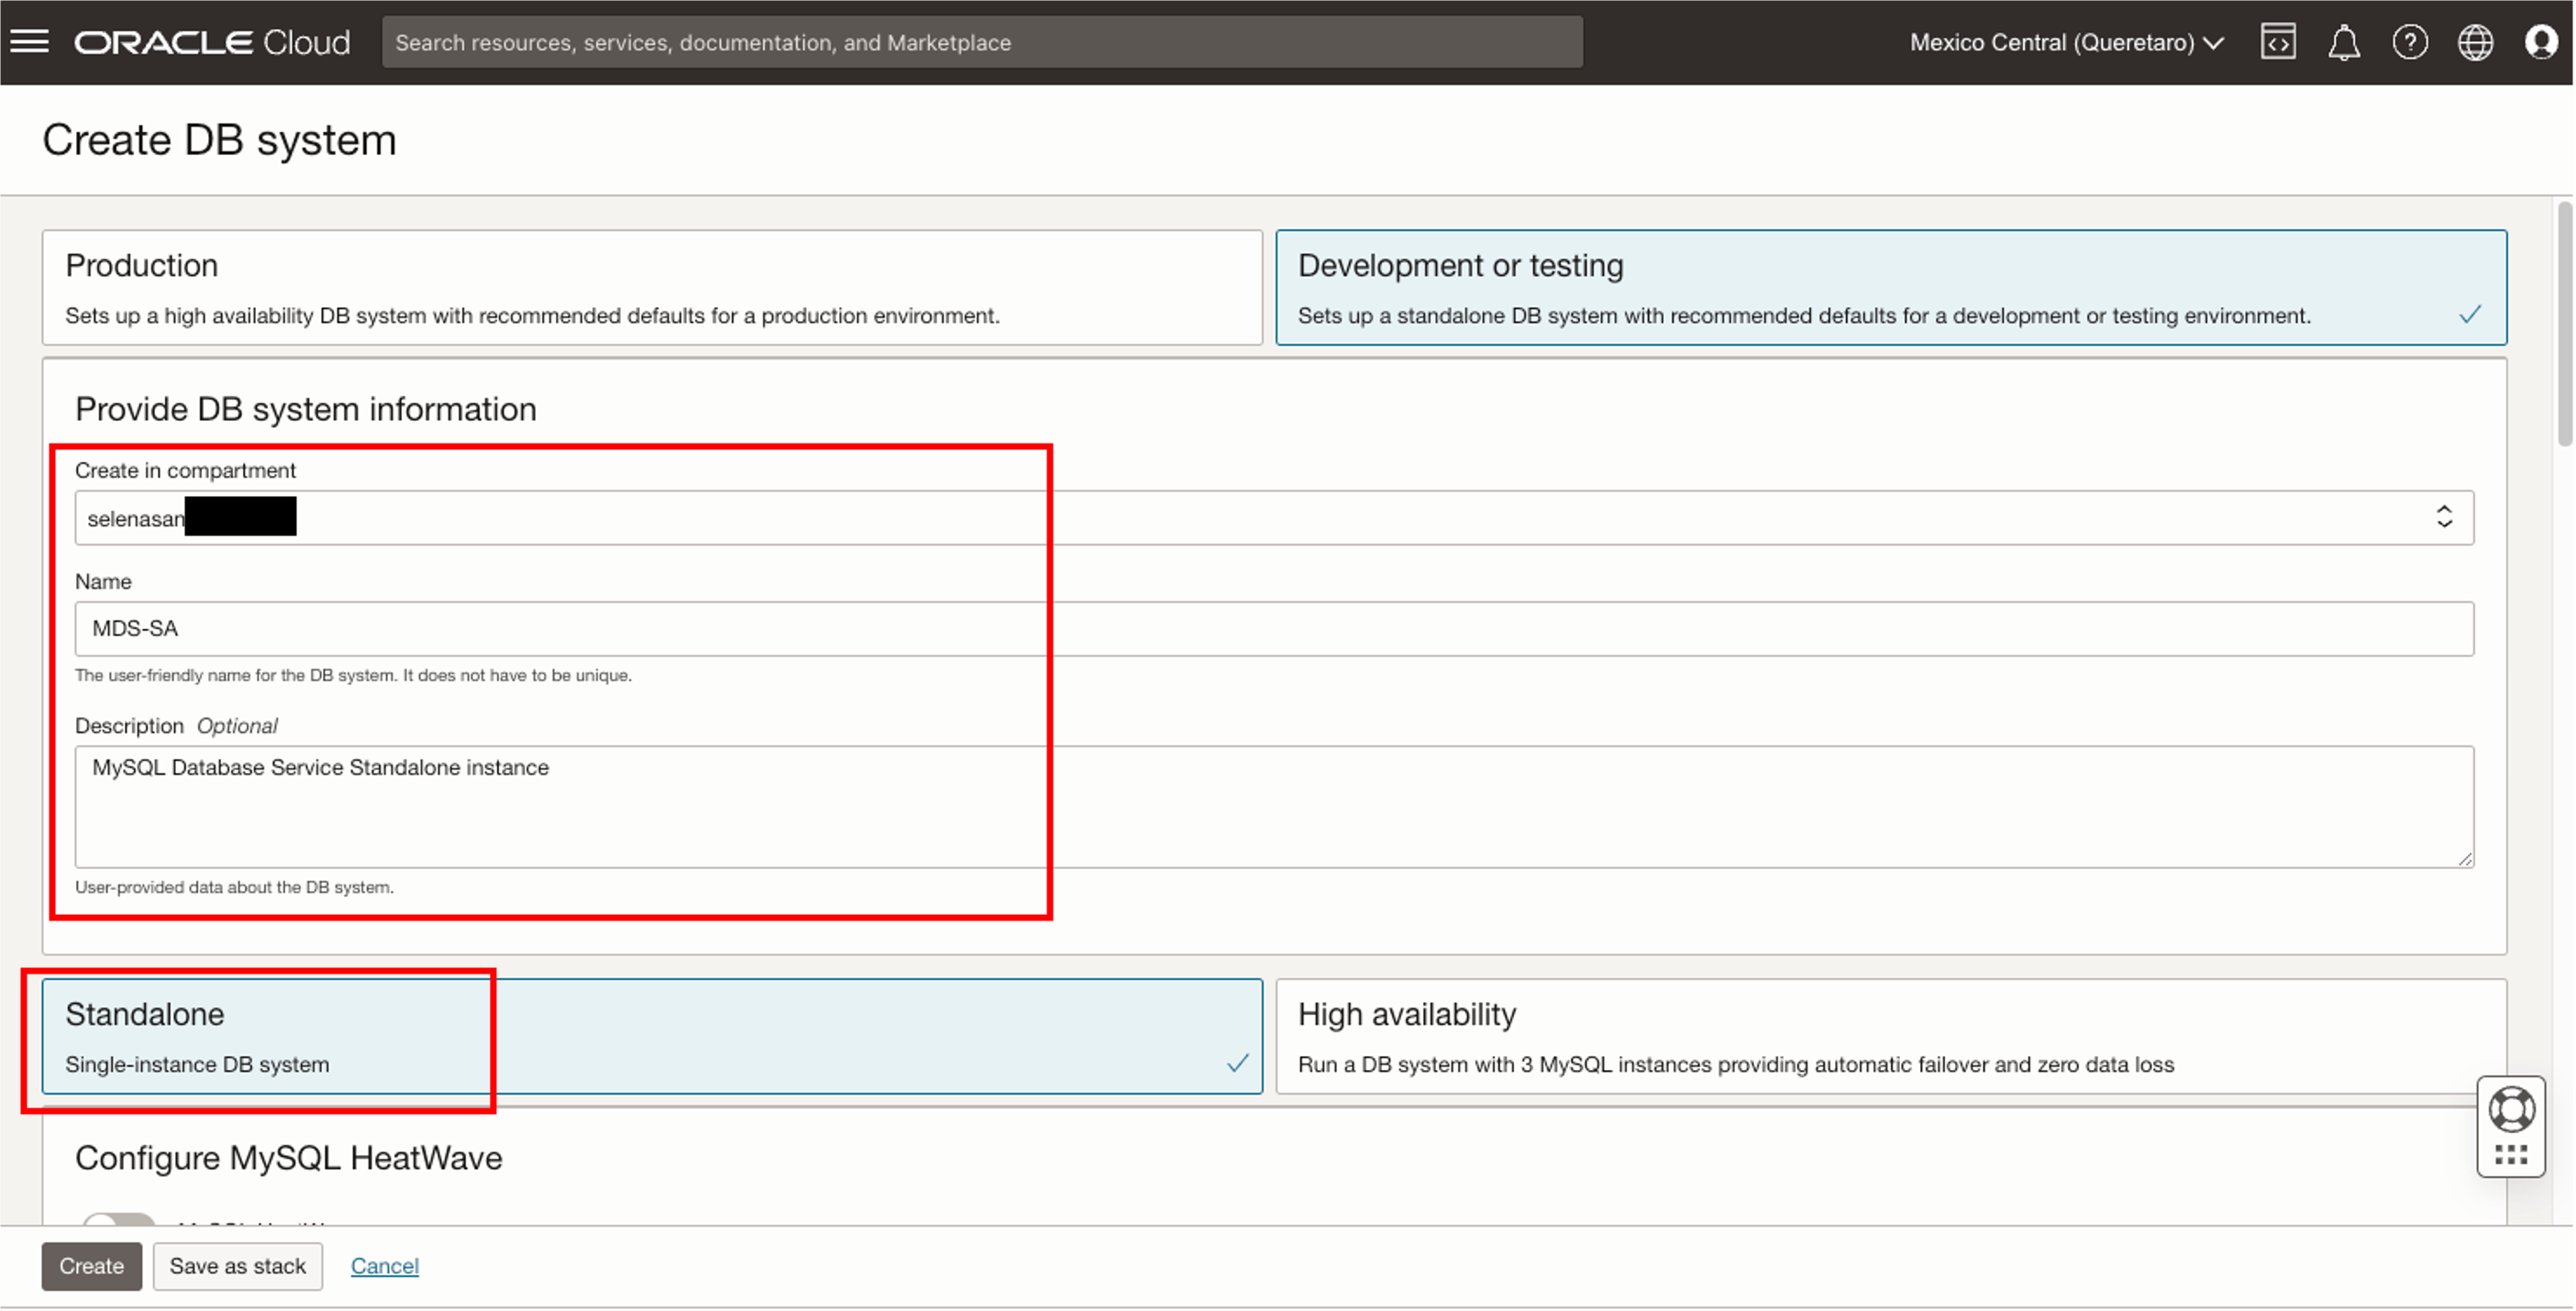 ORACLE Cloud
Search resources, services, documentation, and Marketplace
Mexico Central (Queretaro)
Create DB system
Production
Sets up a high availability DB system with recommended defaults for a production environment.
Development or testing
Sets up a standalone DB system with recommended defaults for a development or testing environment.
Provide DB system information
Create in compartment
selenasan
Name
MDS-SA
The user-friendly name for the DB system. It does not have to be unique.
Description Optional
MySQL Database Service Standalone instance
User-provided data about the DB system.
Standalone
Single-instance DB system
High availability
Run a DB system with 3 MySQL instances providing automatic failover and zero data loss
Configure MySQL HeatWave
Create
Save as stack
Cancel